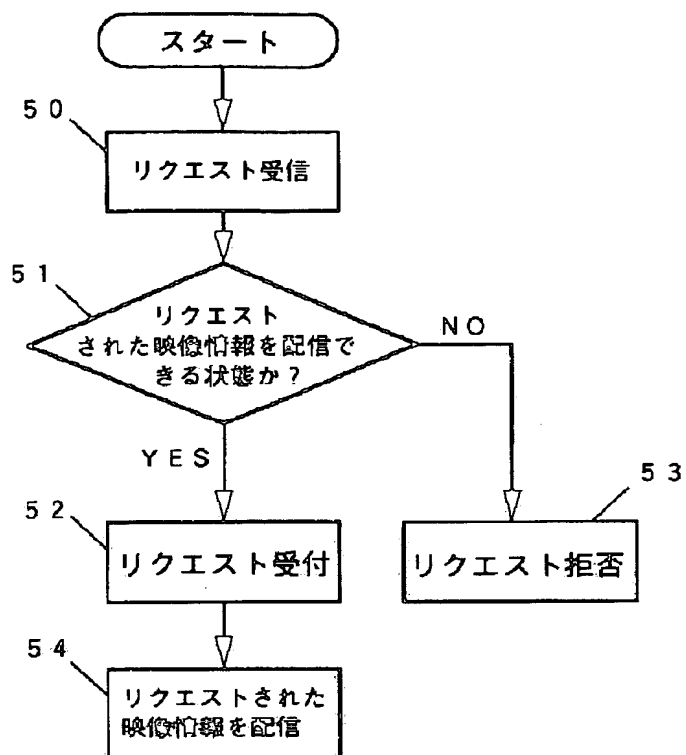 スタート
50
リクエスト受信
51
リクエスト
された映像情報を配信で
きる状態か？
NO
YES
52
リクエスト受付
53
リクエスト拒否
54
リクエストされた
映像情報を配信